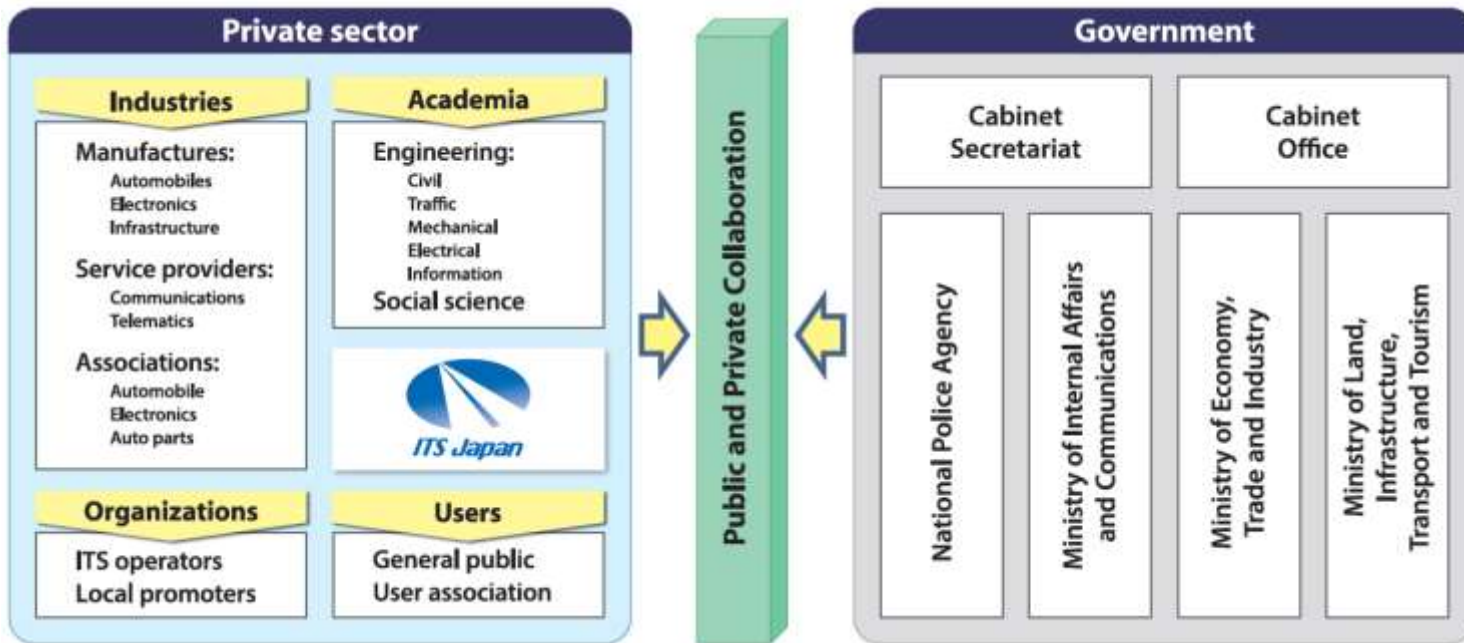 Private sector
Industries
Manufactures:
Automobiles
Electronics
Infrastructure
Service providers:
Communications
Telematics
Associations:
Automobile
Electronics
Auto parts
Academia
Engineering:
Civil
Traffic
Mechanical
Electrical
Information
Social science
ITS Japan
Organizations
ITS operators
Local promoters
Users
General public
User association
Public and Private Collaboration
Government
Cabinet
Secretariat
Cabinet
Office
National Police Agency
Ministry of Internal Affairs
and Communications
Ministry of Economy,
Trade and Industry
Ministry of Land,
Infrastructure,
Transport and Tourism